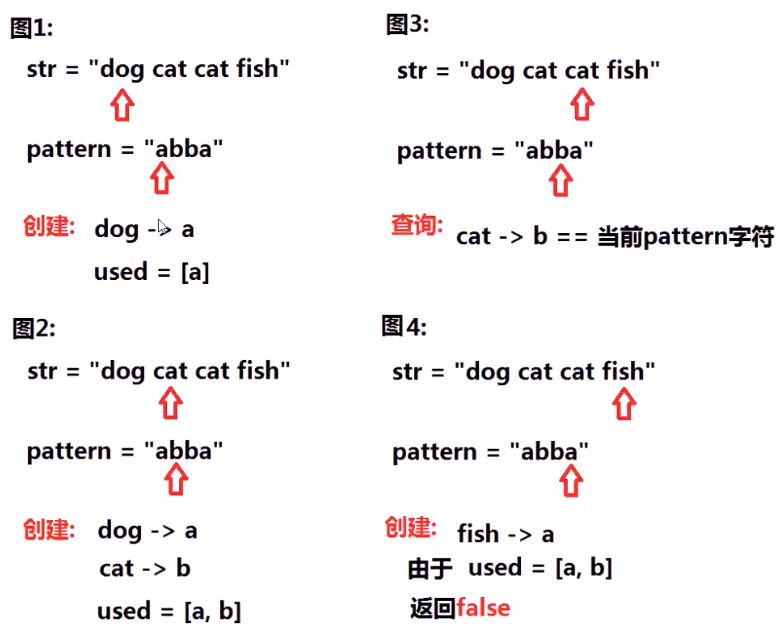 图1:
str = "dog cat cat fish"
pattern = "abba"
创建: dog -> a
used = [a]
图2:
str = "dog cat cat fish"
pattern = "abba"
创建: dog -> a
cat -> b
used = [a, b]
图3:
str = "dog cat cat fish"
pattern = "abba"
查询: cat -> b == 当前pattern字符
图4:
str = "dog cat cat fish"
pattern = "abba"
创建: fish -> a
由于 used = [a, b]
返回false